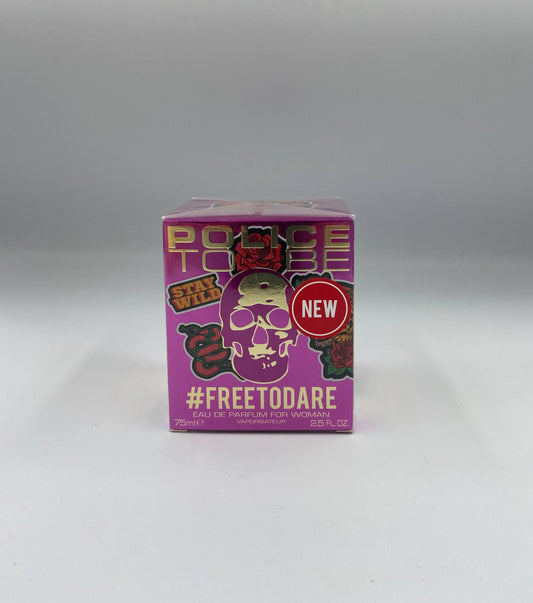 POLICE
TO BE
STAY
WILD
NEW
#FREETODARE
EAU DE PARFUM FOR WOMAN
75ml e VAPORISATEUR 2.5 FL OZ.